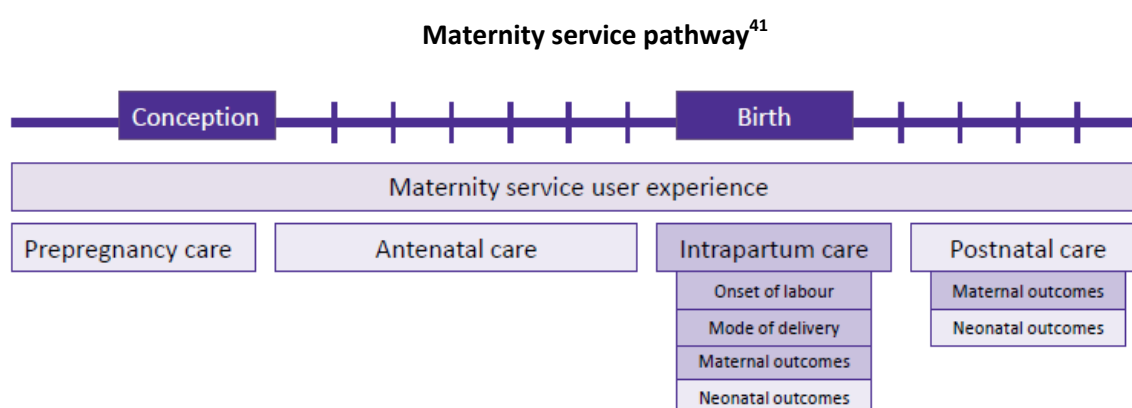 Maternity service pathway41
Conception
Birth
Maternity service user experience
Prepregnancy care
Antenatal care
Intrapartum care
Postnatal care
Onset of labour
Mode of delivery
Maternal outcomes
Neonatal outcomes
Maternal outcomes
Neonatal outcomes